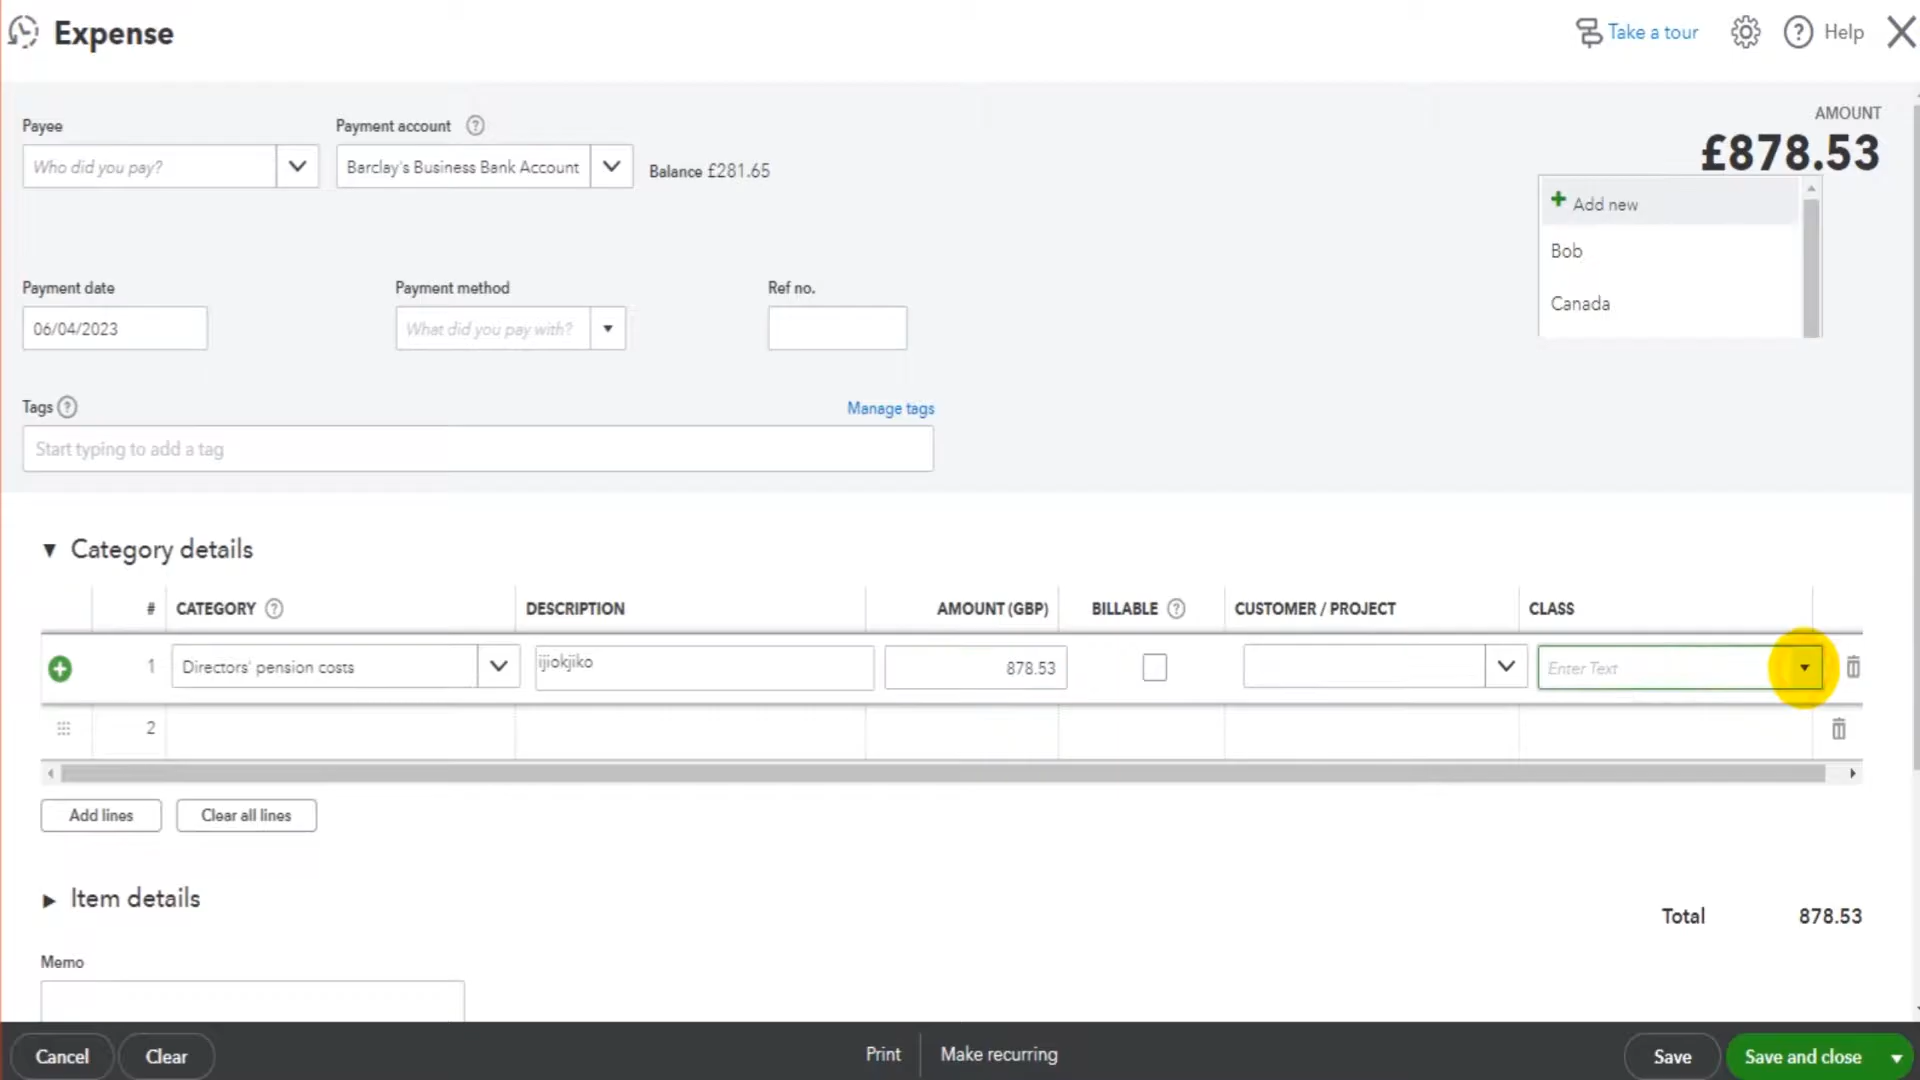 Expense
Take a tour
Help
Payee
Payment account
AMOUNT
£878.53
Who did you pay?
Barclay's Business Bank Account
Balance £281.65
Add new
Bob
Canada
Payment date
Payment method
Ref no.
06/04/2023
What did you pay with?
Tags
Manage tags
Start typing to add a tag
Category details
# CATEGORY DESCRIPTION AMOUNT (GBP) BILLABLE CUSTOMER / PROJECT CLASS
1 Directors' pension costs ijiokjiko 878.53 Enter Text
2
Add lines
Clear all lines
Item details
Total 878.53
Memo
Cancel
Clear
Print
Make recurring
Save
Save and close